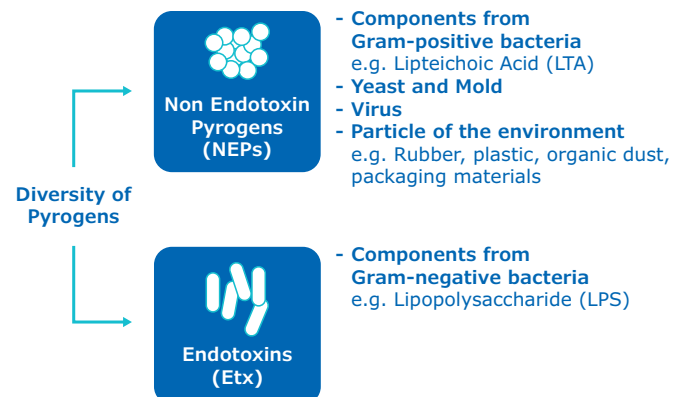 Diversity of
Pyrogens
Non Endotoxin
Pyrogens
(NEPs)
- Components from
Gram-positive bacteria
e.g. Lipteichoic Acid (LTA)
- Yeast and Mold
- Virus
- Particle of the environment
e.g. Rubber, plastic, organic dust,
packaging materials
Endotoxins
(Etx)
- Components from
Gram-negative bacteria
e.g. Lipopolysaccharide (LPS)